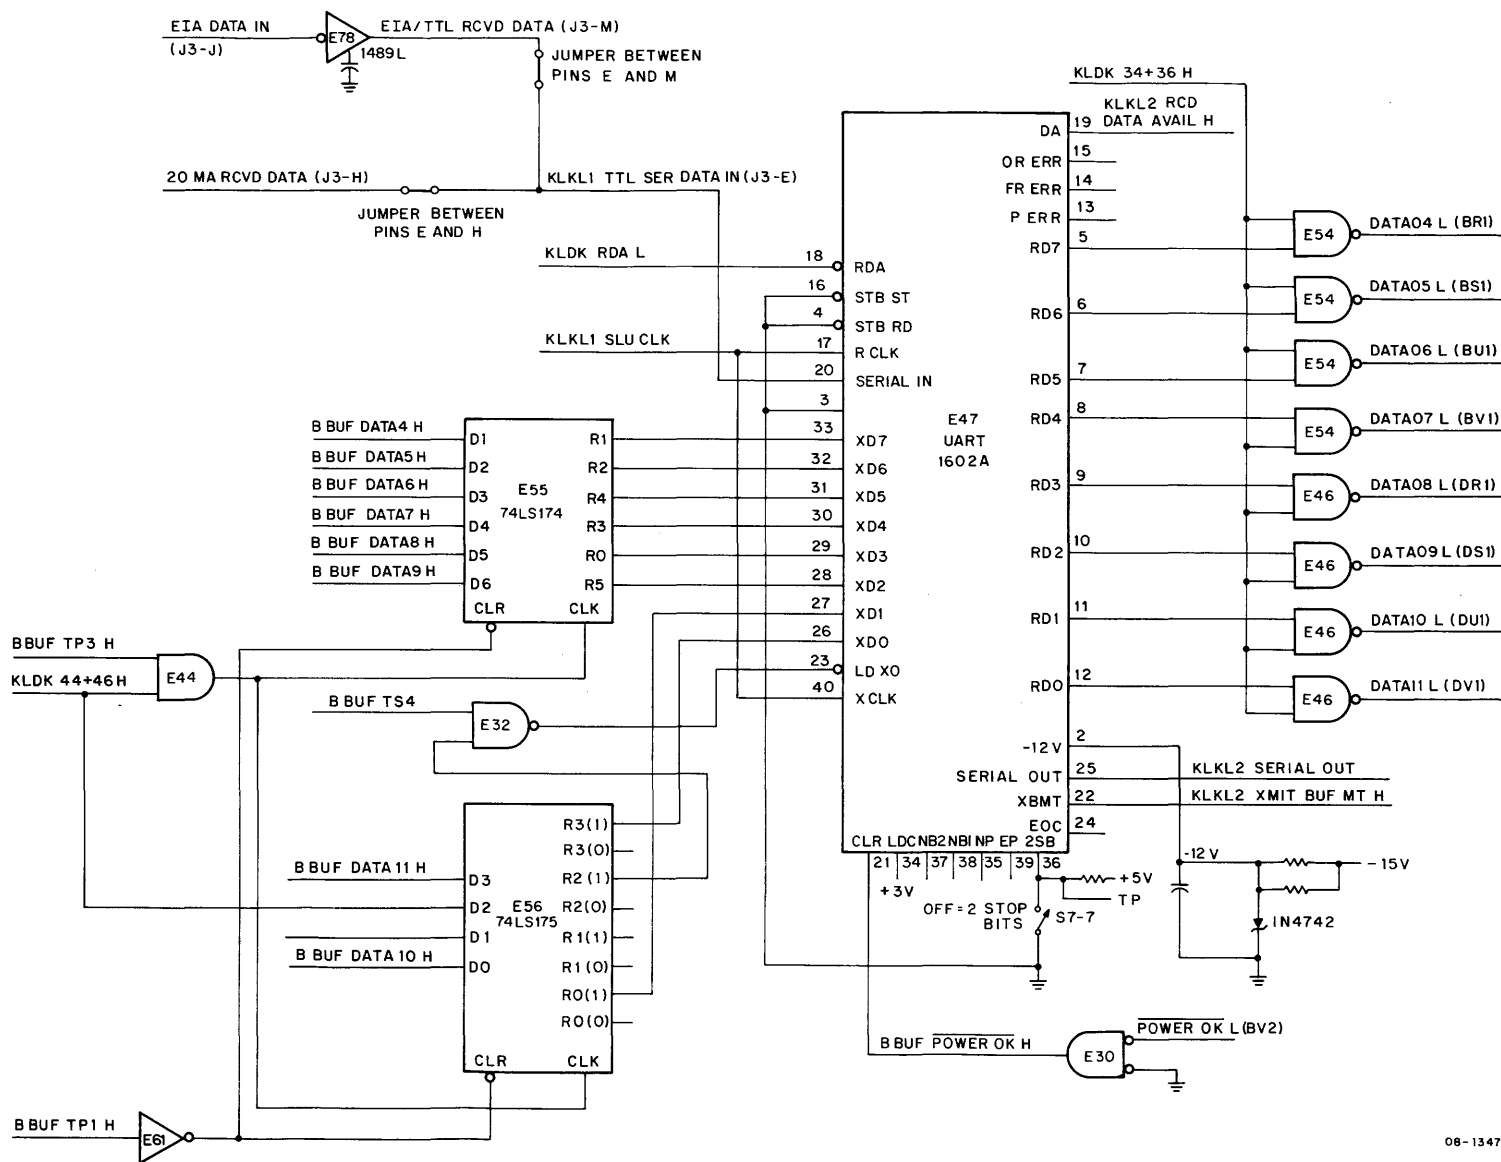 EIA DATA IN
(J3-J)
E78
1489L
EIA/TTL RCVD DATA (J3-M)
JUMPER BETWEEN
PINS E AND M
20 MA RCVD DATA (J3-H)
JUMPER BETWEEN
PINS E AND H
KLKL1 TTL SER DATA IN (J3-E)
KLDK RDA L
KLKL1 SLU CLK
KLDK 34+36 H
KLKL2 RCD
DATA AVAIL H
E47
UART
1602A
18 RDA
16 STB ST
4 STB RD
17 R CLK
20 SERIAL IN
3
33 XD7
32 XD6
31 XD5
30 XD4
29 XD3
28 XD2
27 XD1
26 XD0
23 LD XO
40 X CLK
DA 19
OR ERR 15
FR ERR 14
P ERR 13
RD7 5
RD6 6
RD5 7
RD4 8
RD3 9
RD2 10
RD1 11
RD0 12
-12V 2
SERIAL OUT 25
XBMT 22
EOC 24
KLKL2 SERIAL OUT
KLKL2 XMIT BUF MT H
CLR LDC NB2 NB1 NP EP 2SB
21 34 37 38 35 39 36
+3V
E54 DATA04 L (BR1)
E54 DATA05 L (BS1)
E54 DATA06 L (BU1)
E54 DATA07 L (BV1)
E46 DATA08 L (DR1)
E46 DATA09 L (DS1)
E46 DATA10 L (DU1)
E46 DATA11 L (DV1)
B BUF DATA4 H
B BUF DATA5 H
B BUF DATA6 H
B BUF DATA7 H
B BUF DATA8 H
B BUF DATA9 H
D1 R1
D2 R2
D3 R4
D4 R3
D5 R0
D6 R5
E55
74LS174
CLR CLK
B BUF TP3 H
KLDK 44+46 H
E44
B BUF TS4
E32
B BUF DATA 11 H
B BUF DATA 10 H
D3
D2
D1
D0
E56
74LS175
R3(1)
R3(0)
R2(1)
R2(0)
R1(1)
R1(0)
R0(1)
R0(0)
CLR CLK
B BUF TP1 H
E61
OFF = 2 STOP
BITS
S7-7
+5V
TP
-12V
-15V
1N4742
B BUF POWER OK H
E30
POWER OK L (BV2)
08-1347